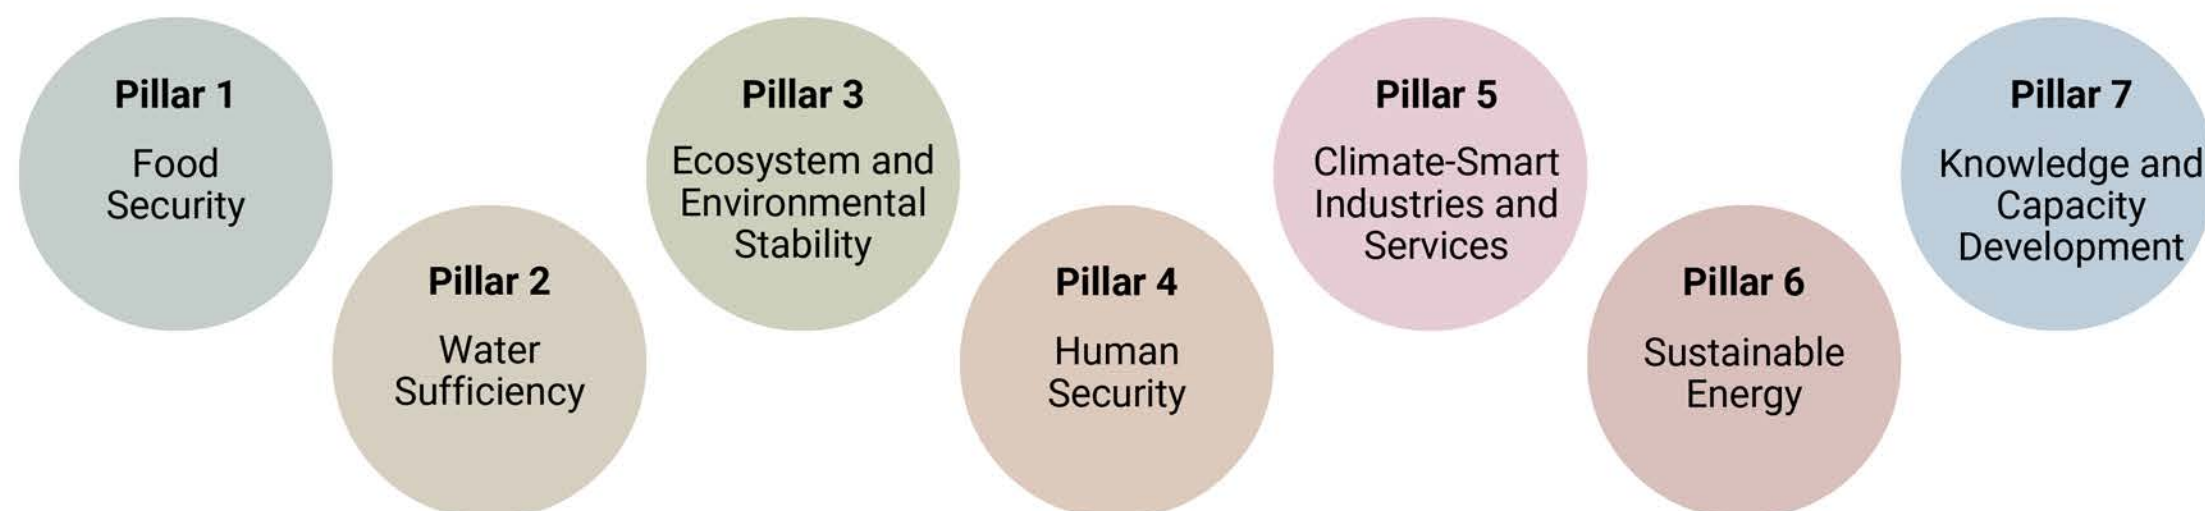 Pillar 1
Food
Security
Pillar 2
Water
Sufficiency
Pillar 3
Ecosystem and
Environmental
Stability
Pillar 4
Human
Security
Pillar 5
Climate-Smart
Industries and
Services
Pillar 6
Sustainable
Energy
Pillar 7
Knowledge and
Capacity
Development